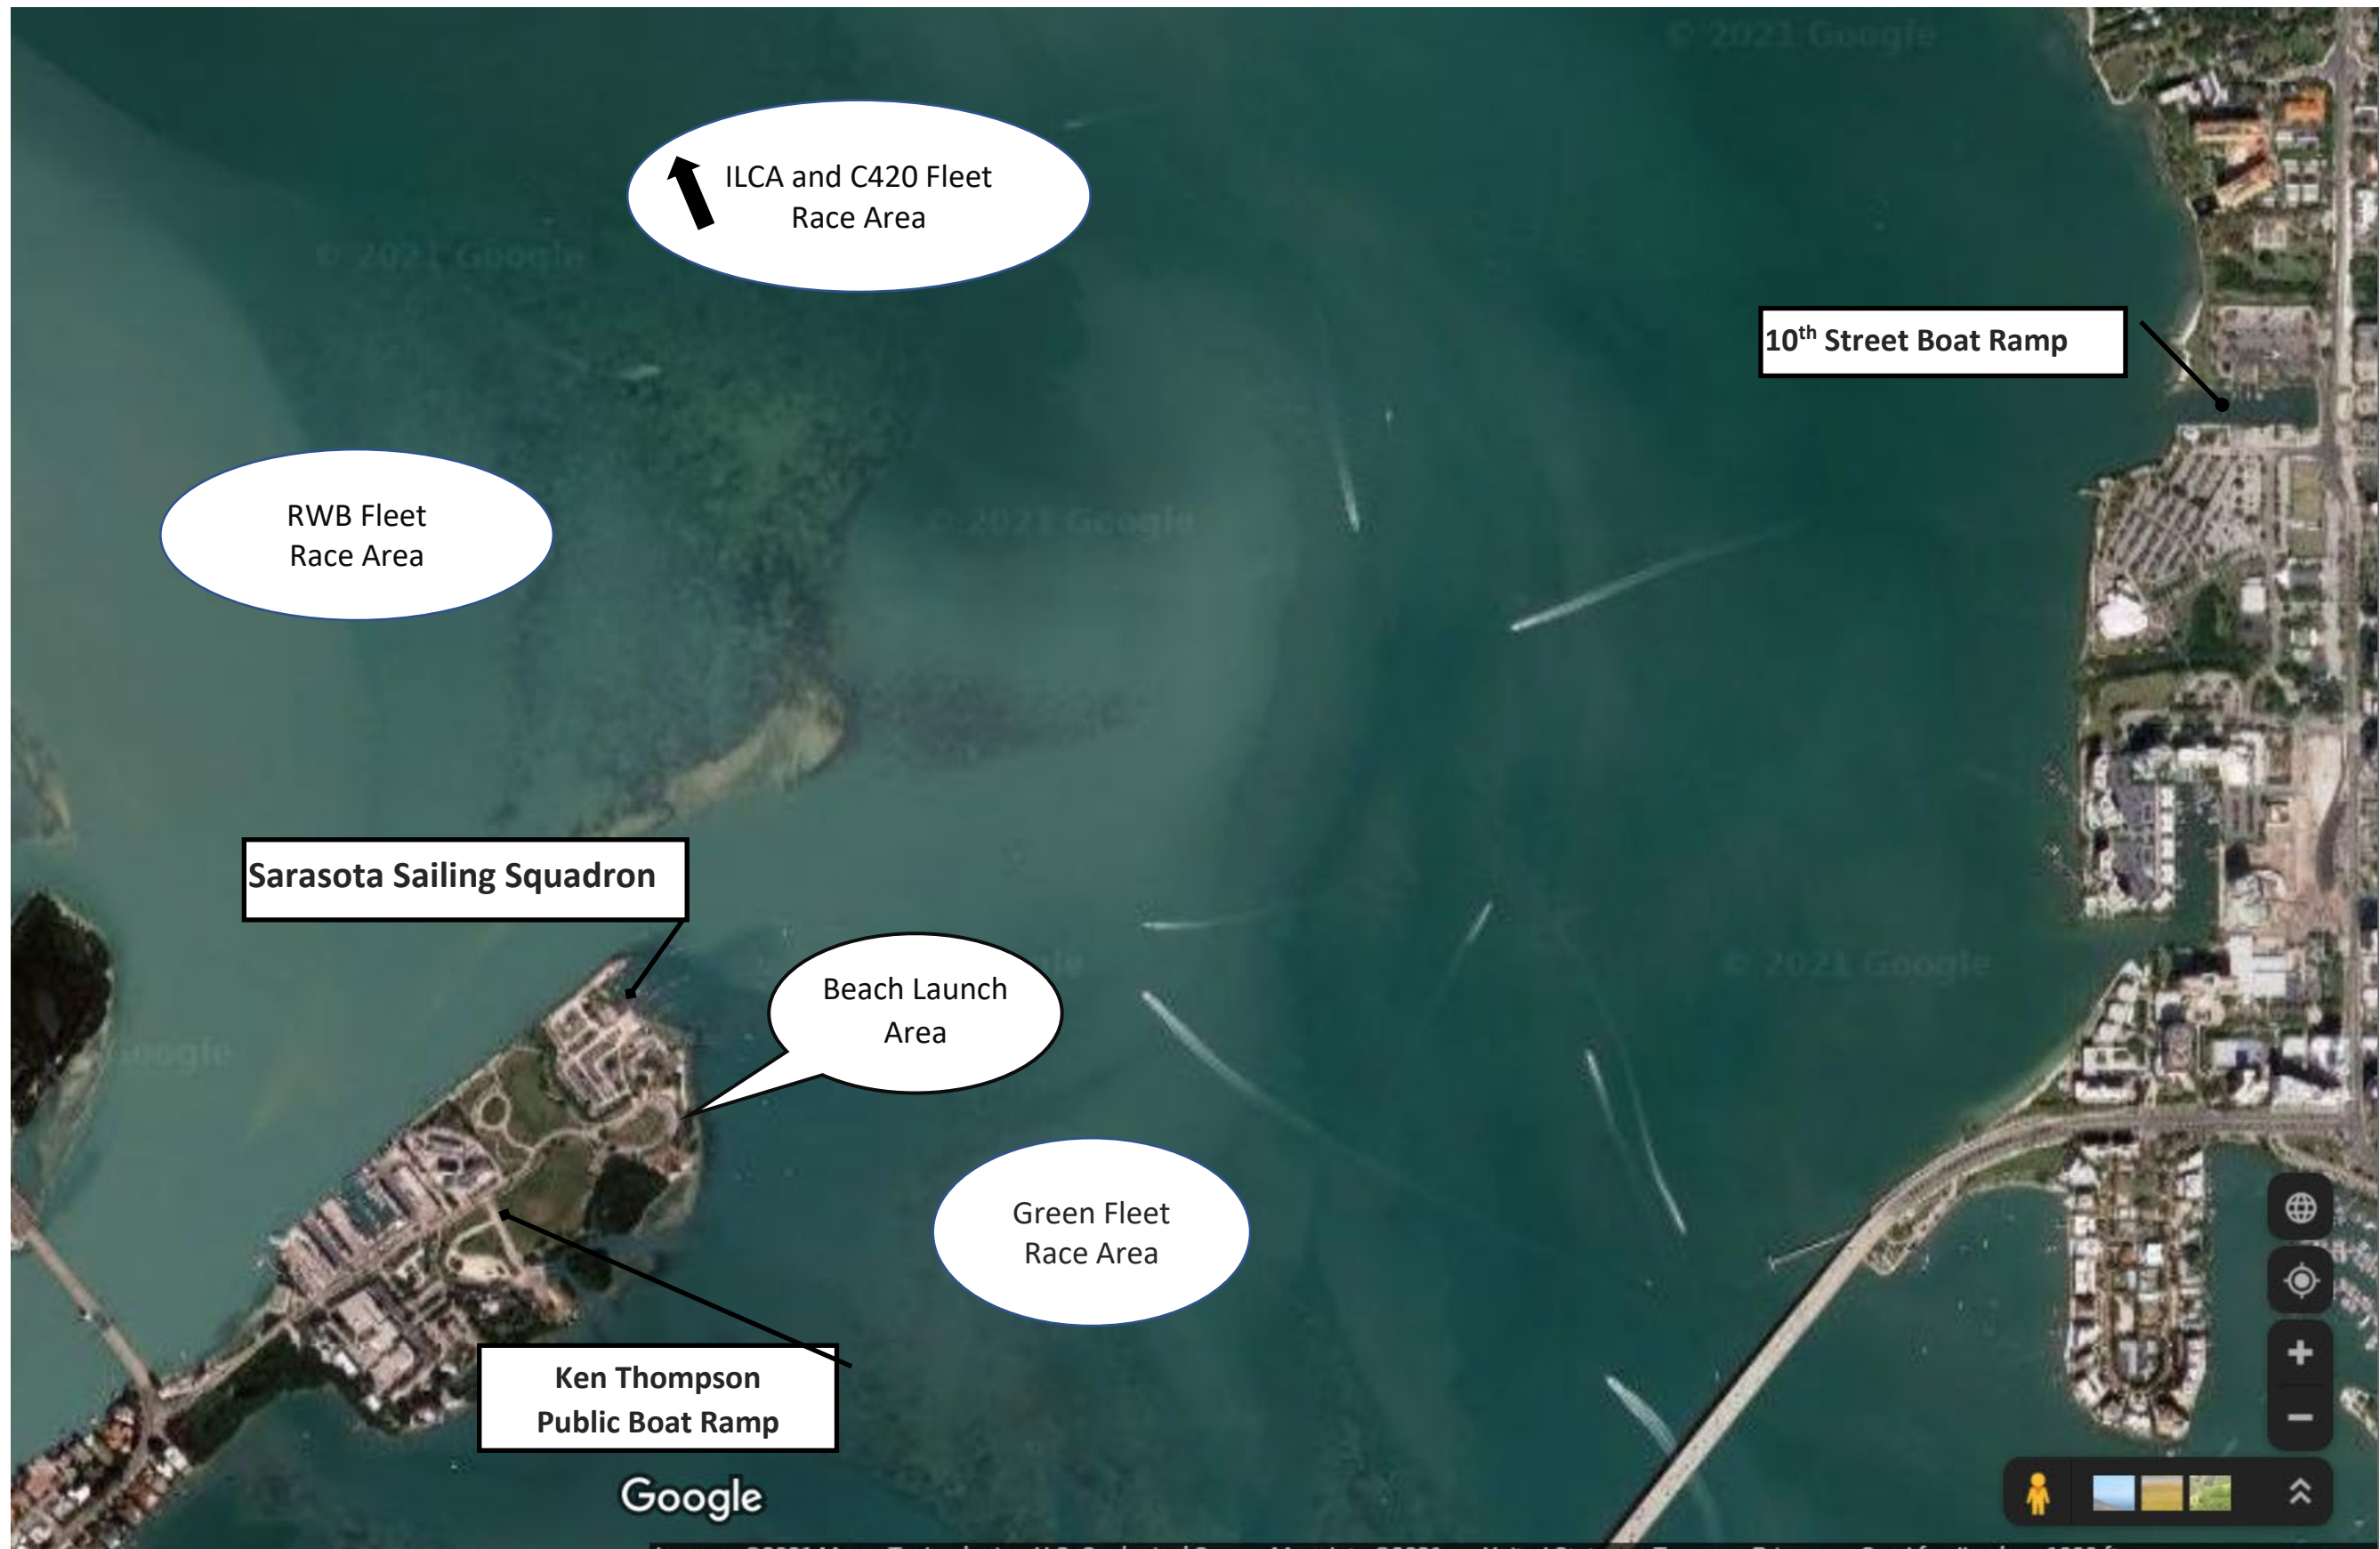 © 2021 Google
ILCA and C420 Fleet
Race Area
© 2021 Google
10th Street Boat Ramp
RWB Fleet
Race Area
© 2021 Google
Sarasota Sailing Squadron
Beach Launch
Area
© 2021 Google
Green Fleet
Race Area
Ken Thompson
Public Boat Ramp
Google